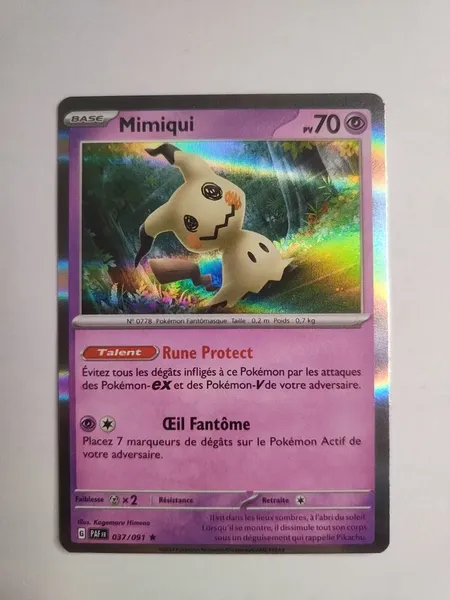 BASE Mimiqui PV 70
N° 0778 Pokémon Fantômasque Taille : 0,2 m Poids : 0,7 kg
Talent Rune Protect
Évitez tous les dégâts infligés à ce Pokémon par les attaques
des Pokémon-ex et des Pokémon-V de votre adversaire.
Œil Fantôme
Placez 7 marqueurs de dégâts sur le Pokémon Actif de
votre adversaire.
Faiblesse ×2 Résistance Retraite
Illus. Kagemaru Himeno
G PAF FR 037/091 ★
Il vit dans les lieux sombres, à l'abri du soleil.
Lorsqu'il se montre, il dissimule tout son corps
sous un déguisement qui rappelle Pikachu.